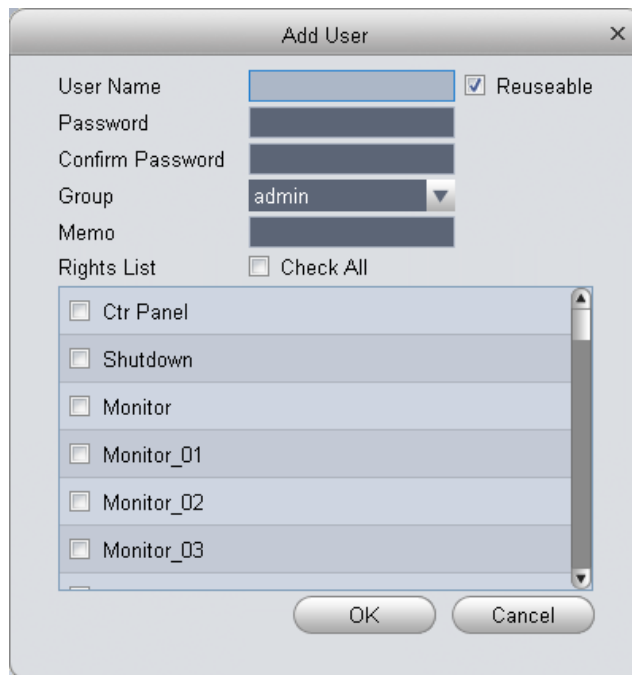 Add User
User Name Reuseable
Password
Confirm Password
Group admin
Memo
Rights List Check All
Ctr Panel
Shutdown
Monitor
Monitor_01
Monitor_02
Monitor_03
OK Cancel